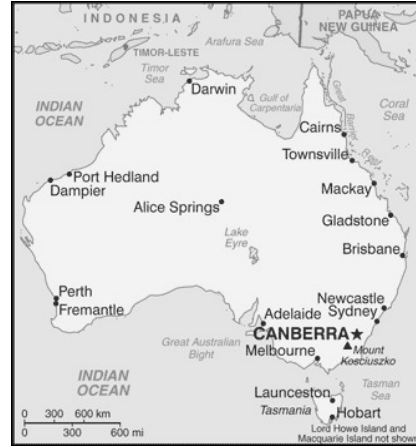 INDONESIA
PAPUA
NEW GUINEA
TIMOR-LESTE
Arafura Sea
Timor
Sea
Darwin
INDIAN
OCEAN
Gulf of
Carpentaria
Great
Barrier
Reef
Coral
Sea
Cairns
Townsville
Port Hedland
Dampier
Mackay
Alice Springs
Gladstone
Lake
Eyre
Brisbane
Perth
Fremantle
Newcastle
Sydney
Adelaide
CANBERRA
Great Australian
Bight
Mount
Kosciuszko
Melbourne
INDIAN
OCEAN
Tasman
Sea
Launceston
Tasmania
Hobart
0 300 600 km
0 300 600 mi
Lord Howe Island and
Macquarie Island not shown